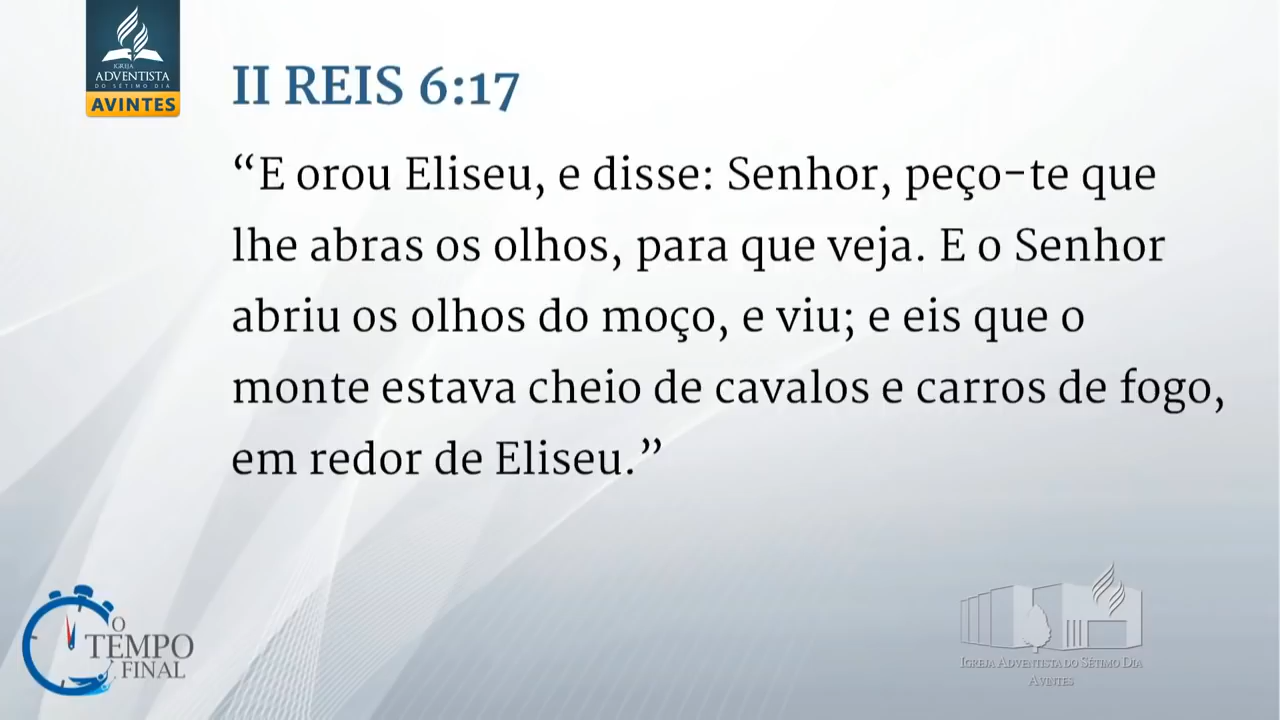 IGREJA
ADVENTISTA
DO SÉTIMO DIA
AVINTES
II REIS 6:17
“E orou Eliseu, e disse: Senhor, peço-te que
lhe abras os olhos, para que veja. E o Senhor
abriu os olhos do moço, e viu; e eis que o
monte estava cheio de cavalos e carros de fogo,
em redor de Eliseu.”
O
TEMPO
FINAL
IGREJA ADVENTISTA DO SÉTIMO DIA
AVINTES